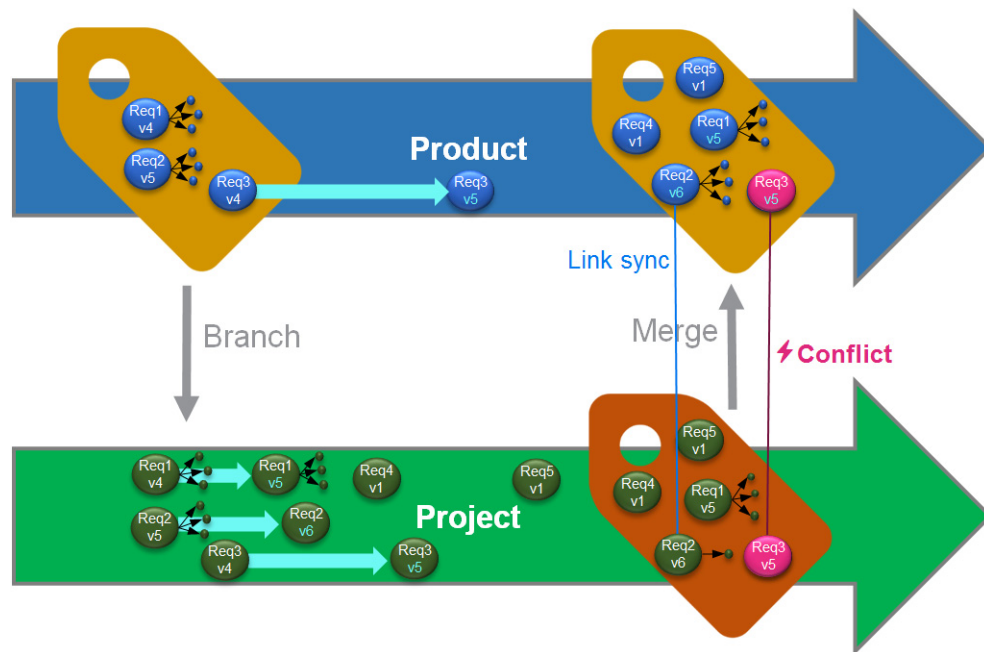 Req5
v1
Req1
v4
Req4
v1
Req1
v5
Product
Req2
v5
Req3
v4
Req3
v5
Req2
v6
Req3
v5
Link sync
Branch
Merge
Conflict
Req5
v1
Req1
v4
Req1
v5
Req4
v1
Req5
v1
Req4
v1
Req1
v5
Req2
v5
Req2
v6
Project
Req3
v4
Req3
v5
Req2
v6
Req3
v5